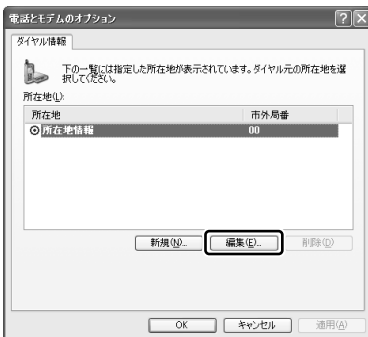 電話とモデムのオプション
ダイヤル情報
下の一覧には指定した所在地が表示されています。ダイヤル元の所在地を選
択してください。
所在地(L):
所在地 市外局番
所在地情報 00
新規(N)... 編集(E)... 削除(D)
OK キャンセル 適用(A)